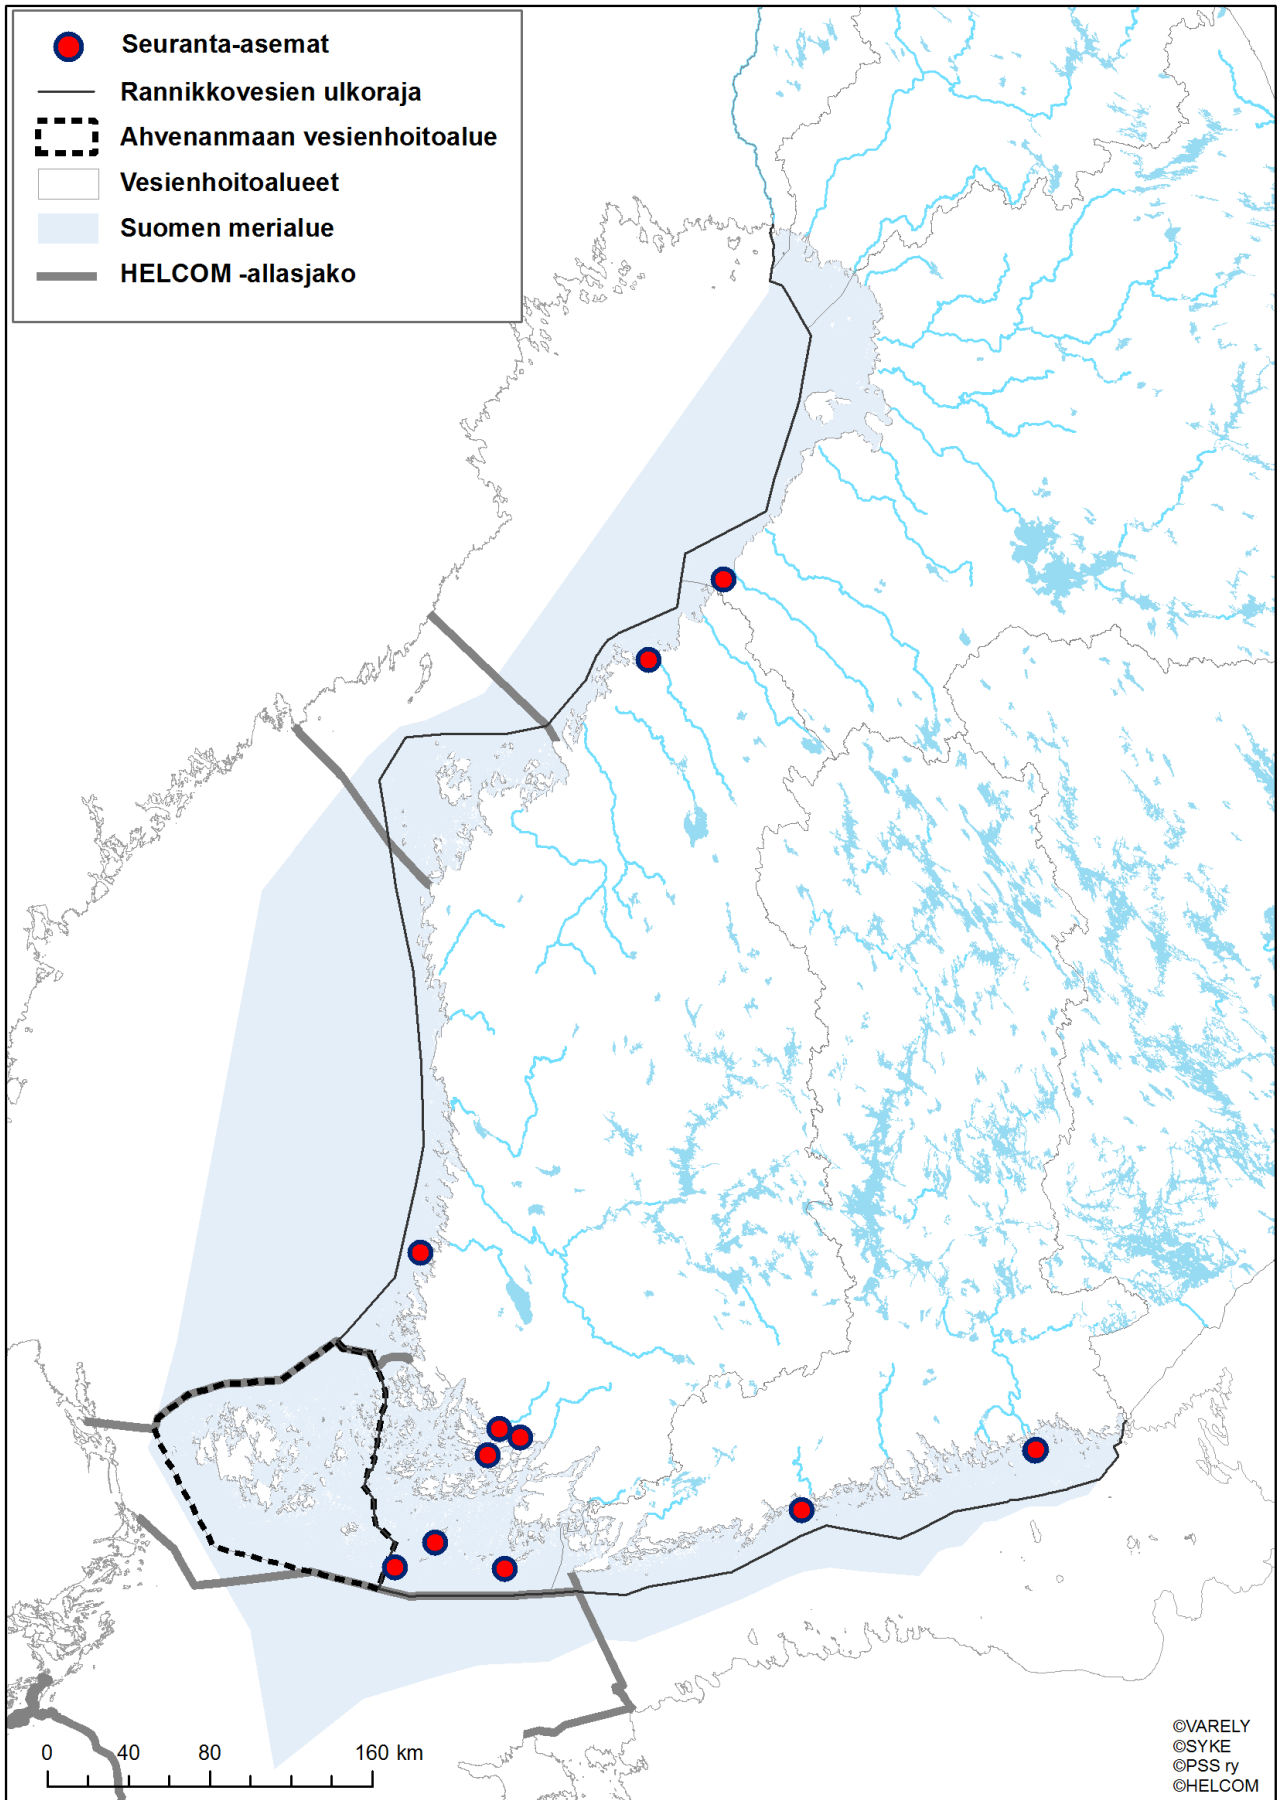 Seuranta-asemat
Rannikkovesien ulkoraja
Ahvenanmaan vesienhoitoalue
Vesienhoitoalueet
Suomen merialue
HELCOM -allasjako
0 40 80 160 km
©VARELY
©SYKE
©PSS ry
©HELCOM